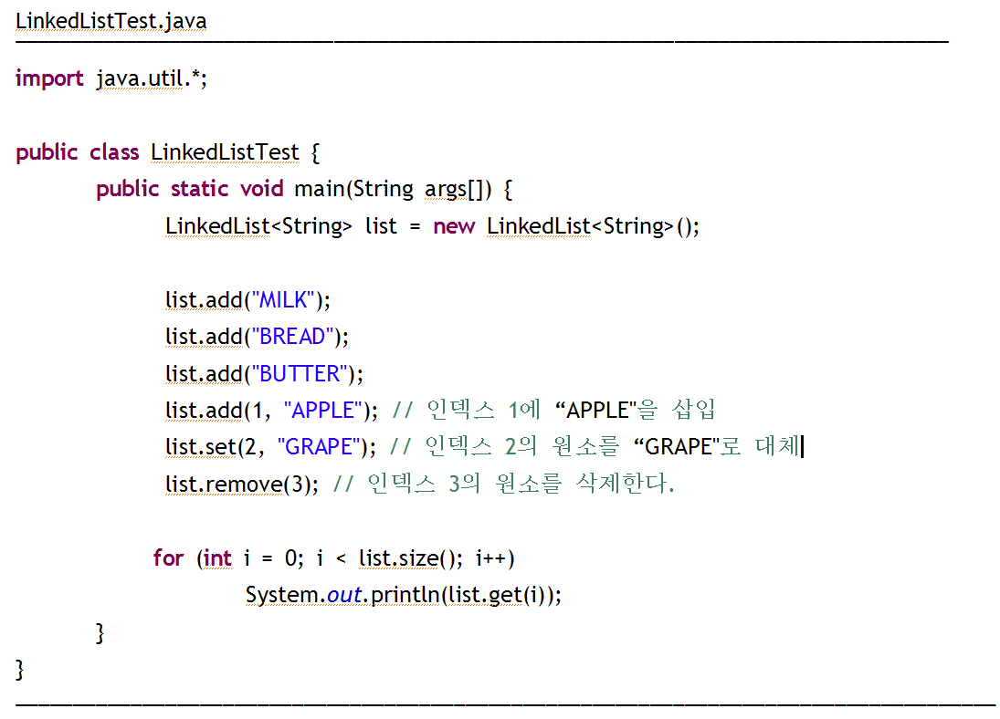 LinkedListTest.java
import java.util.*;
public class LinkedListTest {
public static void main(String args[]) {
LinkedList<String> list = new LinkedList<String>();
list.add("MILK");
list.add("BREAD");
list.add("BUTTER");
list.add(1, "APPLE"); // 인덱스 1에 “APPLE"을 삽입
list.set(2, "GRAPE"); // 인덱스 2의 원소를 “GRAPE"로 대체
list.remove(3); // 인덱스 3의 원소를 삭제한다.
for (int i = 0; i < list.size(); i++)
System.out.println(list.get(i));
}
}